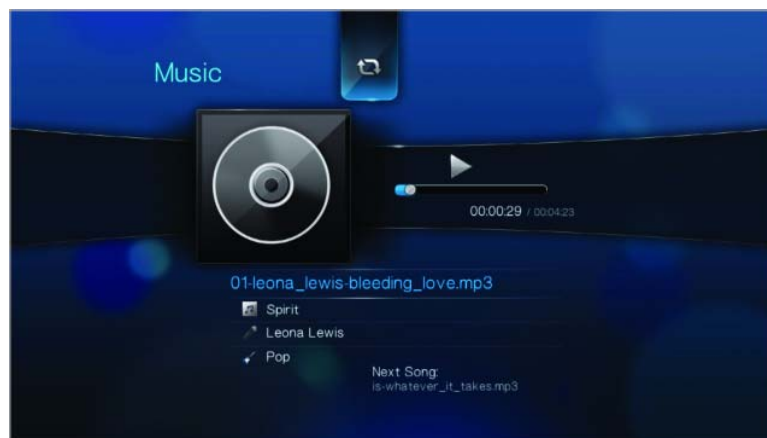 Music
00:00:29 / 00:04:23
01-leona_lewis-bleeding_love.mp3
Spirit
Leona Lewis
Pop
Next Song:
is-whatever_it_takes.mp3